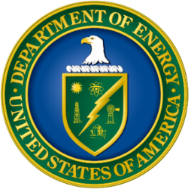 DEPARTMENT OF ENERGY
UNITED STATES OF AMERICA